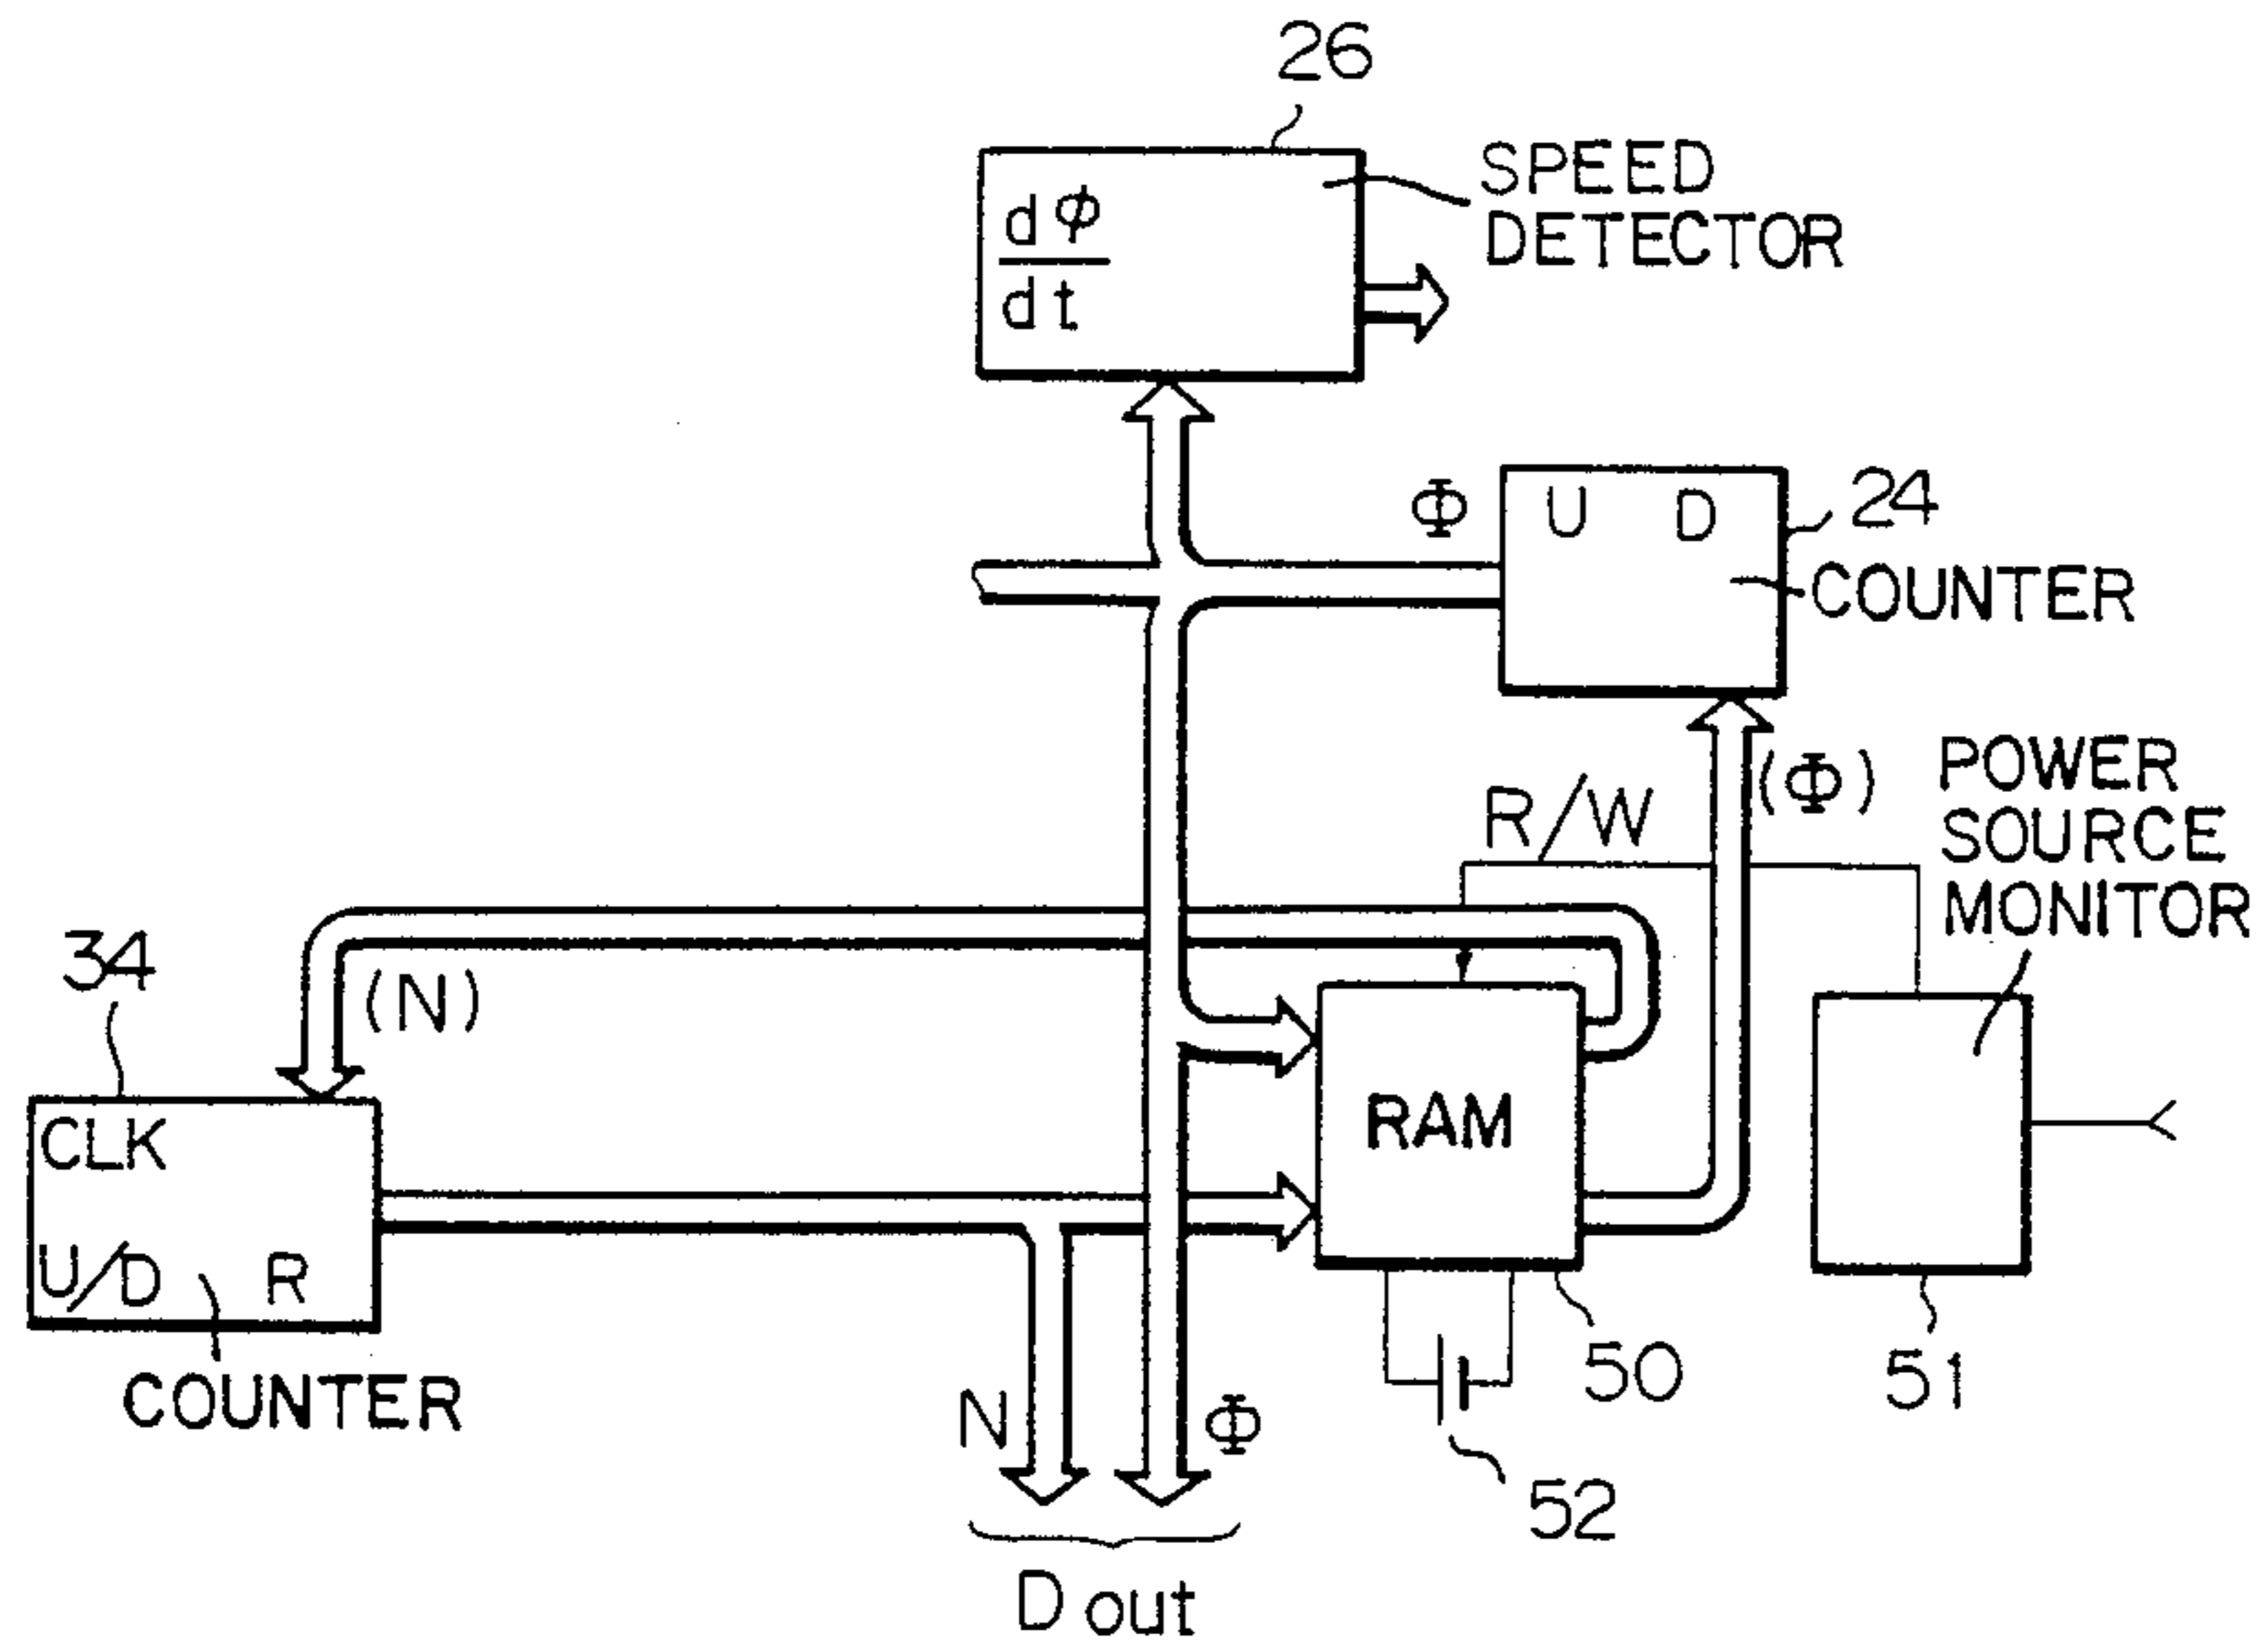 26
SPEED
DETECTOR
dφ
dt
Φ
U D
24
COUNTER
(Φ)
POWER
SOURCE
MONITOR
R/W
34
(N)
CLK
RAM
U/D R
COUNTER
50
51
N
Φ
52
D out